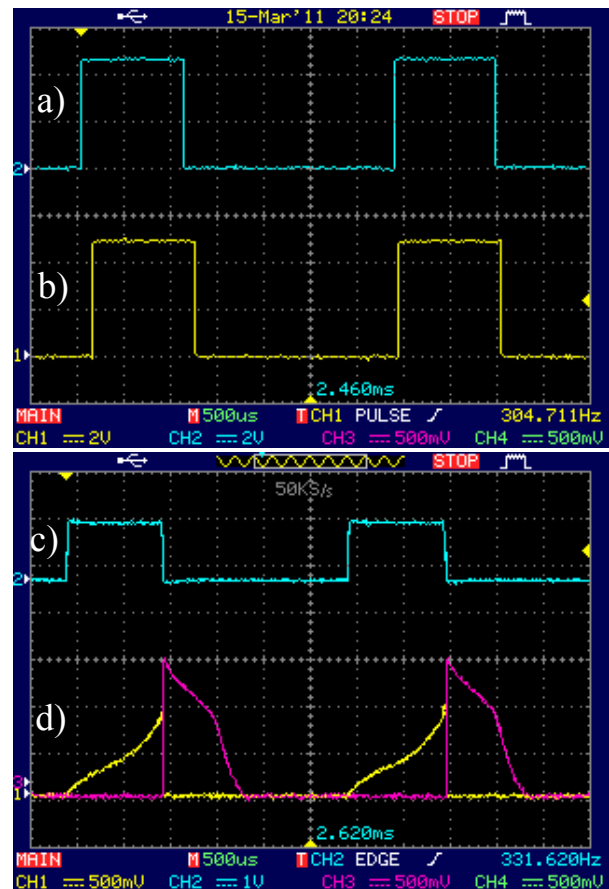 15-Mar'11 20:24 STOP
a)
2
b)
1
2.460ms
MAIN M 500us T CH1 PULSE 304.711Hz
CH1 2V CH2 2V CH3 500mV CH4 500mV
STOP
50KS/s
c)
2
d)
3
1
2.620ms
MAIN M 500us T CH2 EDGE 331.620Hz
CH1 500mV CH2 1V CH3 500mV CH4 500mV